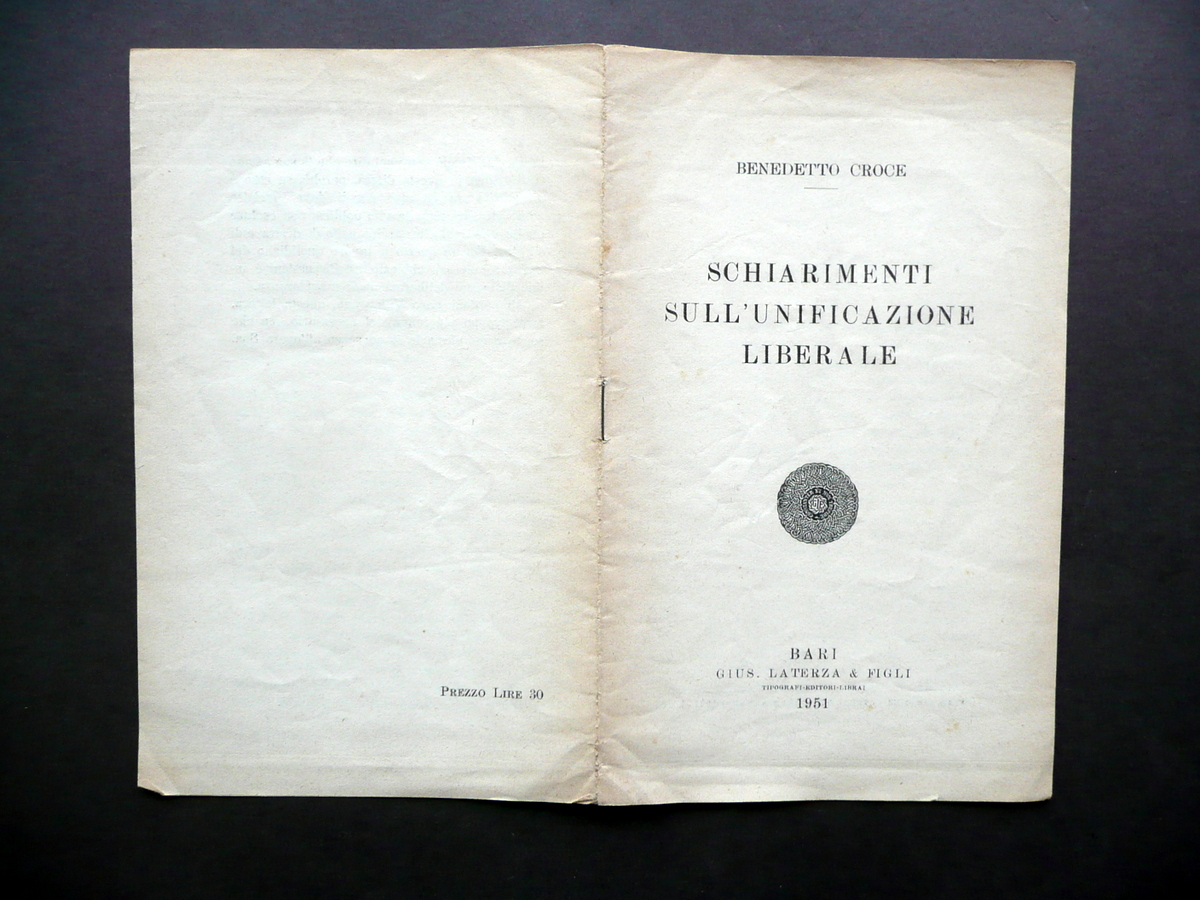 PREZZO LIRE 30
BENEDETTO CROCE
SCHIARIMENTI
SULL'UNIFICAZIONE
LIBERALE
BARI
GIUS. LATERZA & FIGLI
TIPOGRAFI-EDITORI-LIBRAI
1951